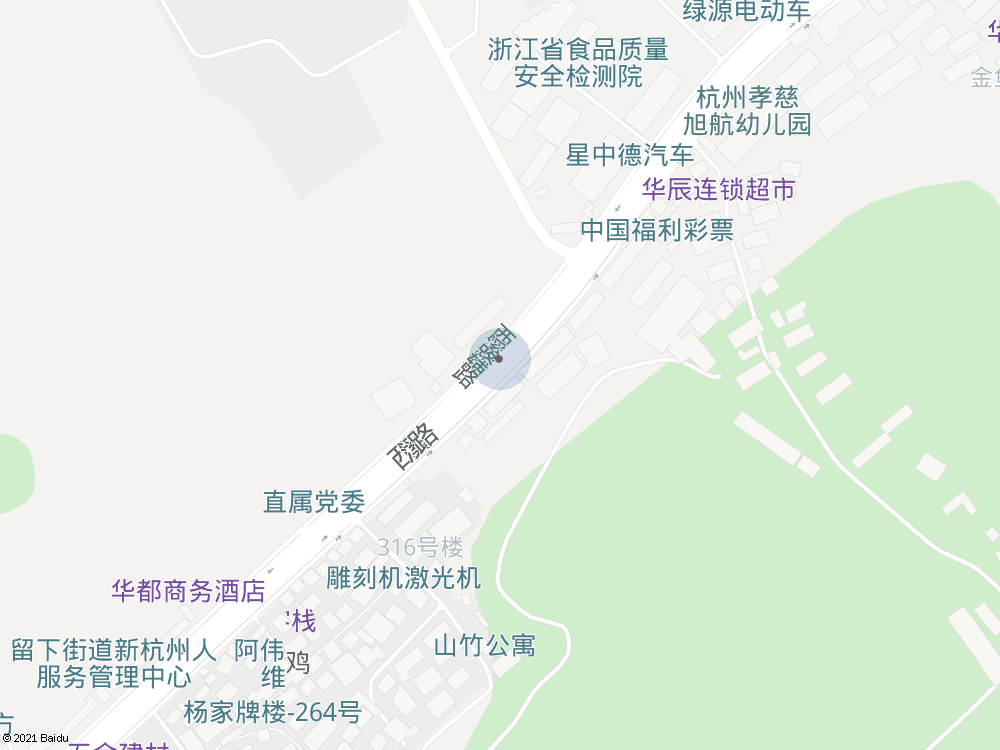 绿源电动车
浙江省食品质量
安全检测院
金鱼
杭州孝慈
旭航幼儿园
星中德汽车
华辰连锁超市
中国福利彩票
西溪路
直属党委
316号楼
雕刻机激光机
华都商务酒店
栈
山竹公寓
留下街道新杭州人
服务管理中心
阿伟
维
鸡
杨家牌楼-264号
方
© 2021 Baidu